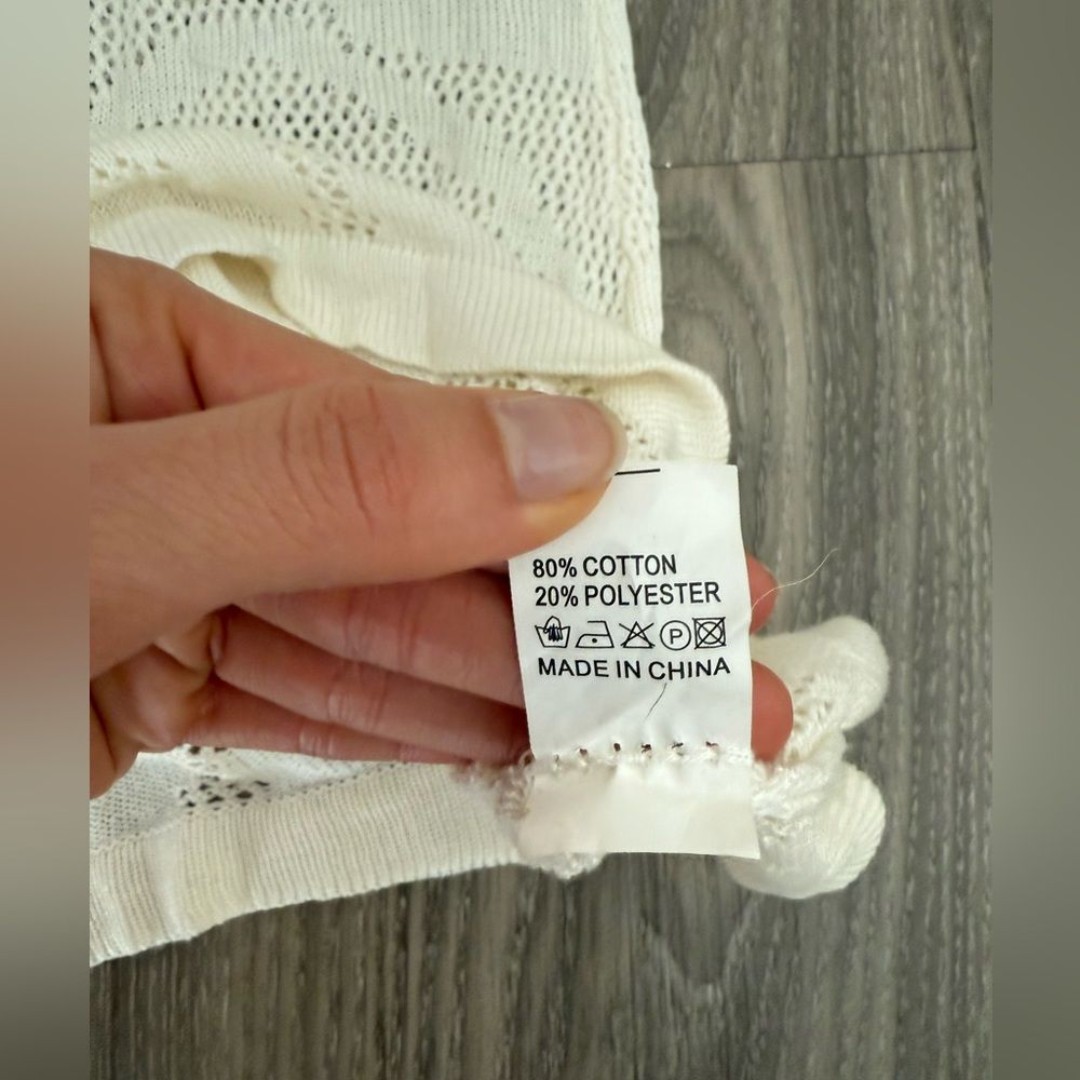 80% COTTON
20% POLYESTER
P
MADE IN CHINA